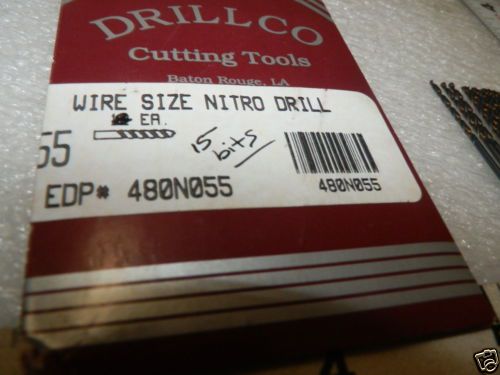 DRILLCO
Cutting Tools
Baton Rouge, LA
WIRE SIZE NITRO DRILL
EA.
15 bits
55
EDP# 480N055
480N055